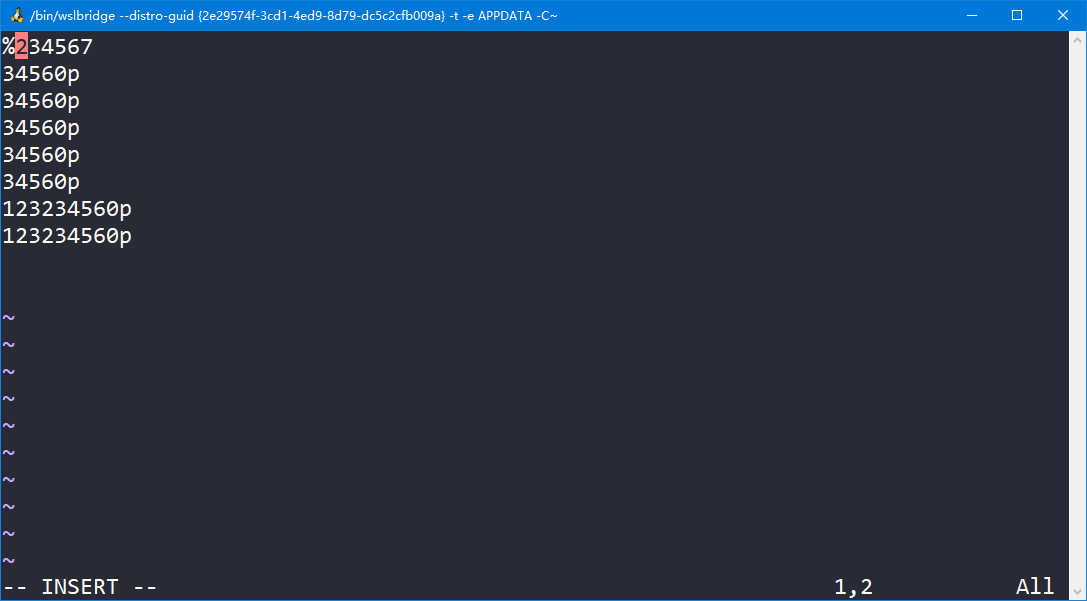 /bin/wslbridge --distro-guid {2e29574f-3cd1-4ed9-8d79-dc5c2cfb009a} -t -e APPDATA -C~
%234567
34560p
34560p
34560p
34560p
34560p
123234560p
123234560p
~
~
~
~
~
~
~
~
~
~
-- INSERT -- 1,2 All